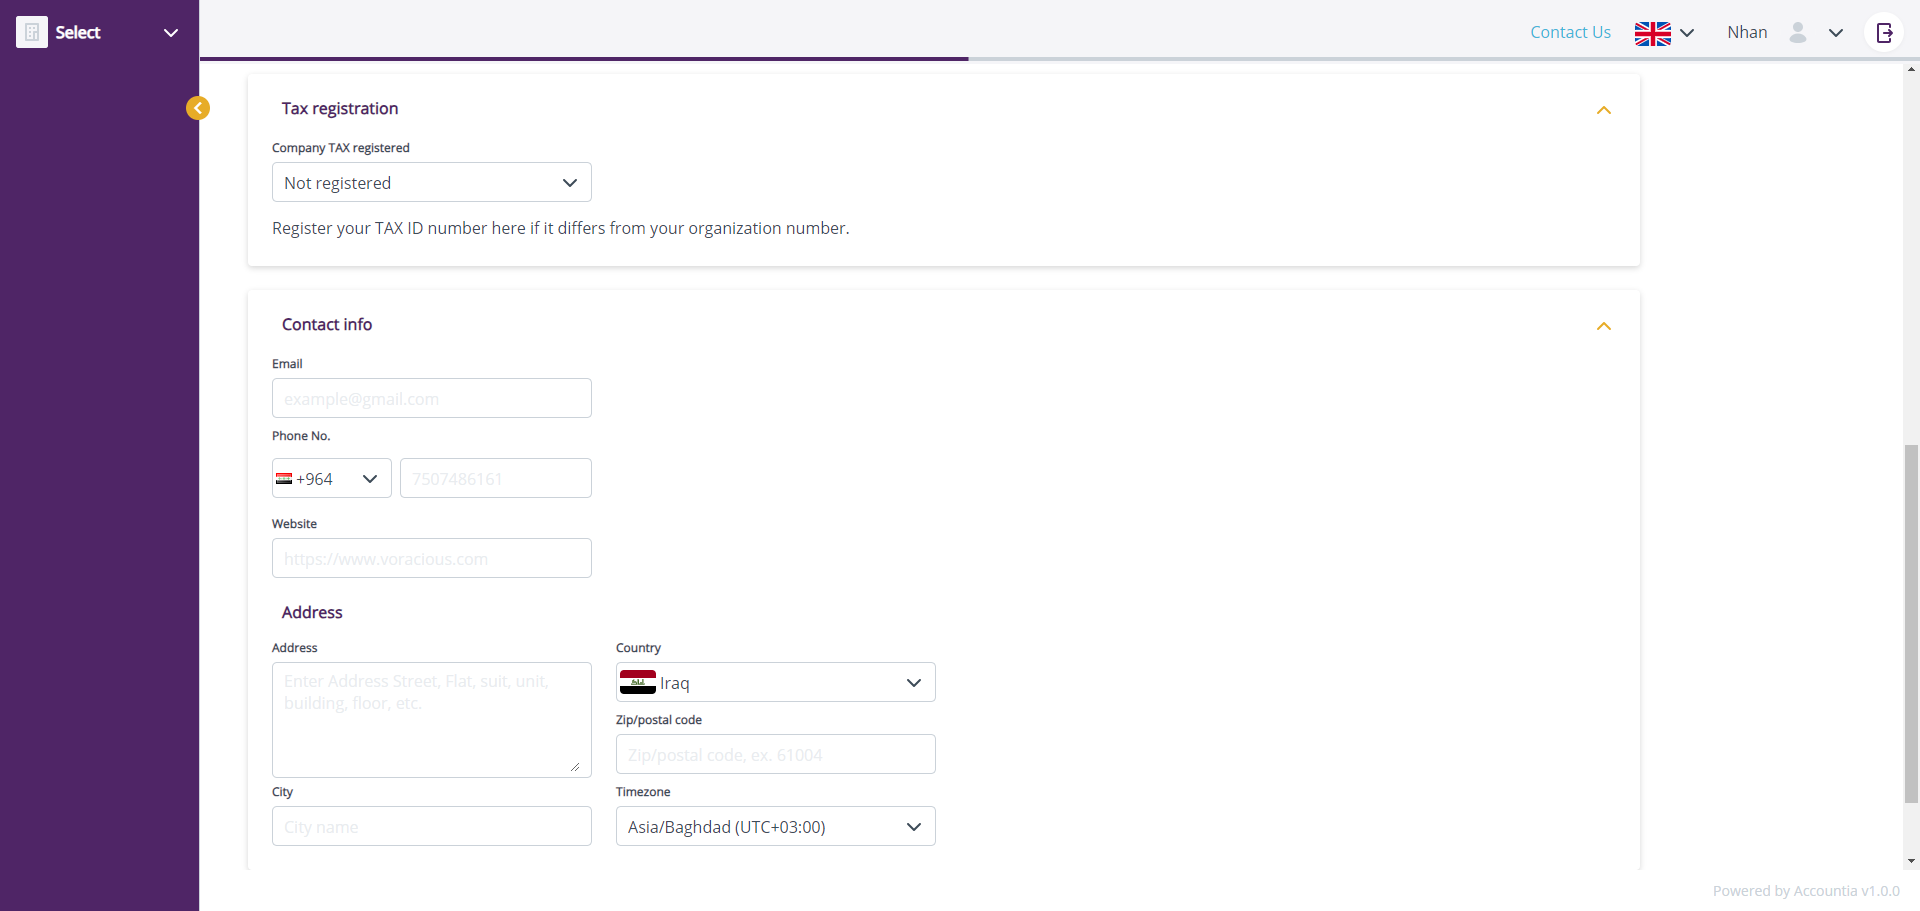 Select
Contact Us
Nhan
Tax registration
Company TAX registered
Not registered
Register your TAX ID number here if it differs from your organization number.
Contact info
Email
example@gmail.com
Phone No.
+964
7507486161
Website
https://www.voracious.com
Address
Address
Country
Enter Address Street, Flat, suit, unit,
building, floor, etc.
Iraq
Zip/postal code
Zip/postal code, ex. 61004
City
Timezone
City name
Asia/Baghdad (UTC+03:00)
Powered by Accountia v1.0.0